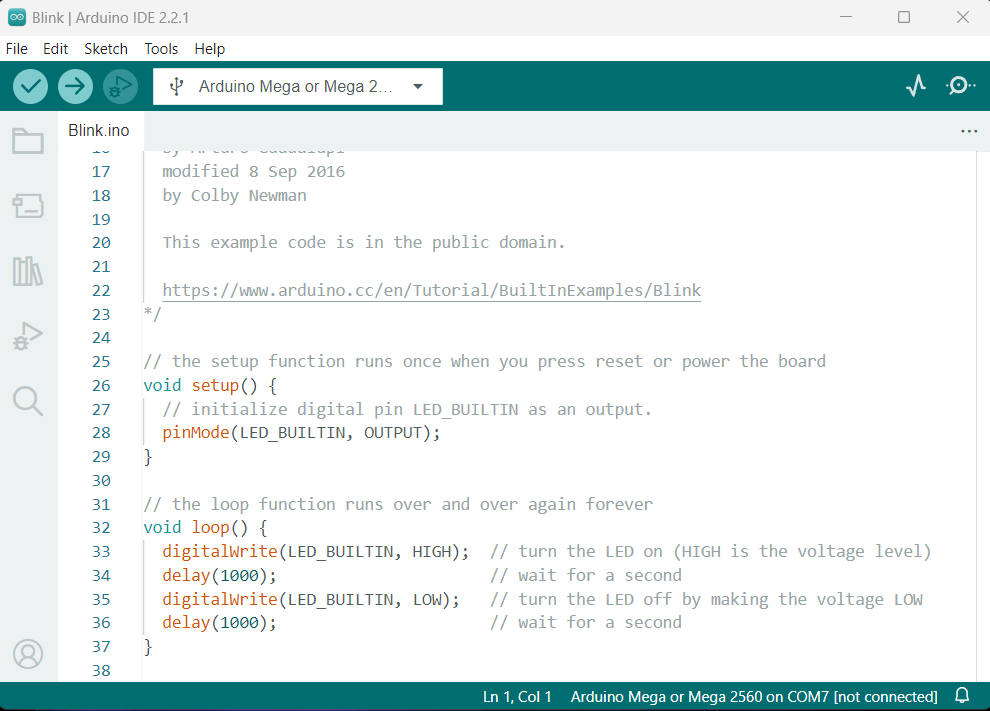 Blink | Arduino IDE 2.2.1
File Edit Sketch Tools Help
Arduino Mega or Mega 2...
Blink.ino
17 modified 8 Sep 2016
18 by Colby Newman
19
20 This example code is in the public domain.
21
22 https://www.arduino.cc/en/Tutorial/BuiltInExamples/Blink
23 */
24
25 // the setup function runs once when you press reset or power the board
26 void setup() {
27 // initialize digital pin LED_BUILTIN as an output.
28 pinMode(LED_BUILTIN, OUTPUT);
29 }
30
31 // the loop function runs over and over again forever
32 void loop() {
33 digitalWrite(LED_BUILTIN, HIGH); // turn the LED on (HIGH is the voltage level)
34 delay(1000); // wait for a second
35 digitalWrite(LED_BUILTIN, LOW); // turn the LED off by making the voltage LOW
36 delay(1000); // wait for a second
37 }
38
Ln 1, Col 1 Arduino Mega or Mega 2560 on COM7 [not connected]